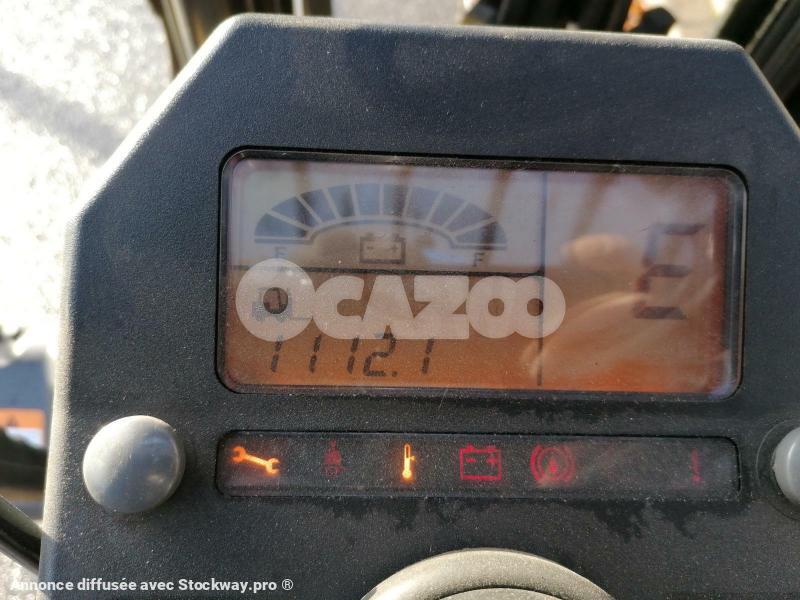 E F
E
OCAZOO
1112.1
Annonce diffusée avec Stockway.pro ®